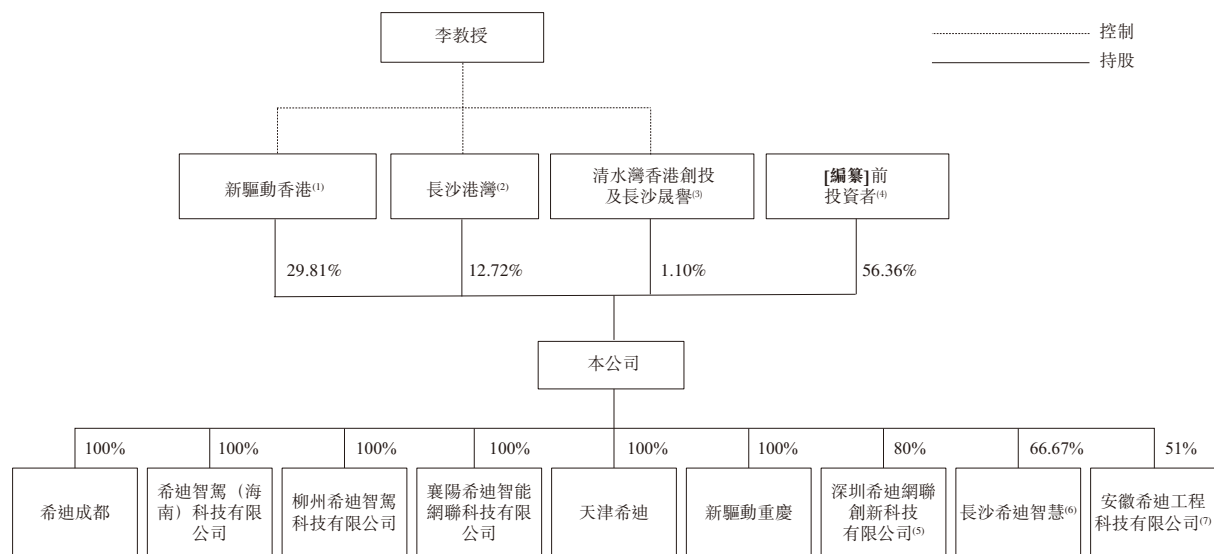 李教授
控制
持股
新驅動香港(1)
長沙港灣(2)
清水灣香港創投
及長沙晟譽(3)
[編纂]前
投資者(4)
29.81%
12.72%
1.10%
56.36%
本公司
100%
100%
100%
100%
100%
100%
80%
66.67%
51%
希迪成都
希迪智駕（海
南）科技有限
公司
柳州希迪智駕
科技有限公司
襄陽希迪智能
網聯科技有限
公司
天津希迪
新驅動重慶
深圳希迪網聯
創新科技
有限公司(5)
長沙希迪智慧(6)
安徽希迪工程
科技有限公司(7)